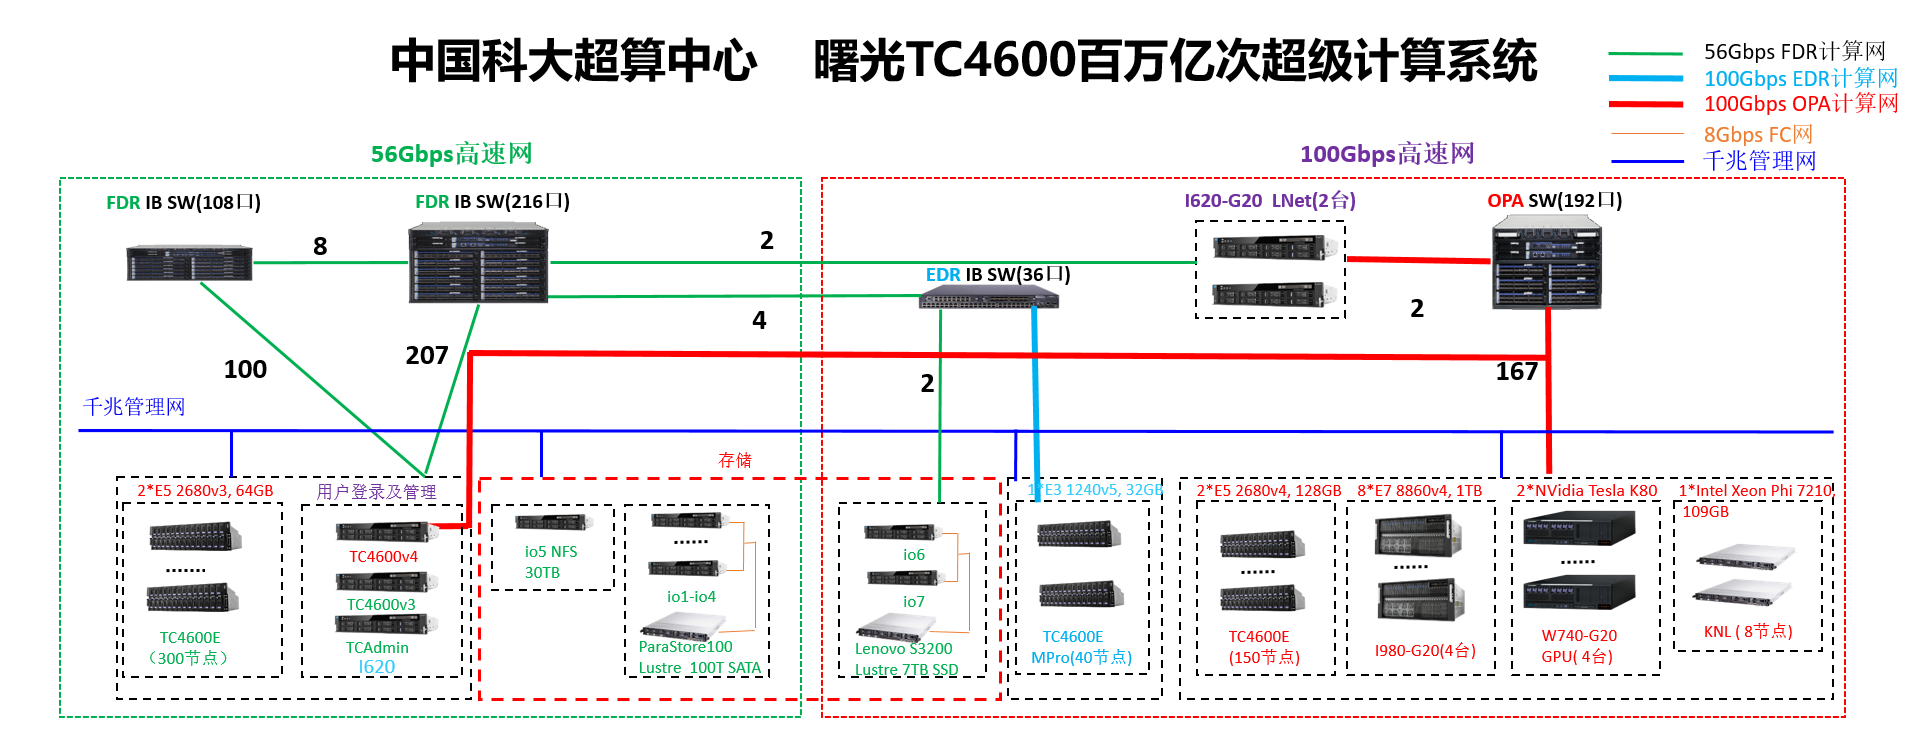 中国科大超算中心 曙光TC4600百万亿次超级计算系统
56Gbps FDR计算网
100Gbps EDR计算网
100Gbps OPA计算网
8Gbps FC网
千兆管理网
56Gbps高速网
100Gbps高速网
FDR IB SW(108口)
FDR IB SW(216口)
I620-G20 LNet(2台)
OPA SW(192口)
8
2
EDR IB SW(36口)
4
2
100
207
2
167
千兆管理网
存储
2*E5 2680v3, 64GB
用户登录及管理
1*E3 1240v5, 32GB
2*E5 2680v4, 128GB
8*E7 8860v4, 1TB
2*NVidia Tesla K80
1*Intel Xeon Phi 7210,
109GB
TC4600E
（300节点）
TC4600v4
TC4600v3
TCAdmin
I620
io5 NFS
30TB
io1-io4
ParaStore100
Lustre 100T SATA
io6
io7
Lenovo S3200
Lustre 7TB SSD
TC4600E
MPro(40节点)
TC4600E
(150节点)
I980-G20(4台)
W740-G20
GPU( 4台)
KNL ( 8节点)